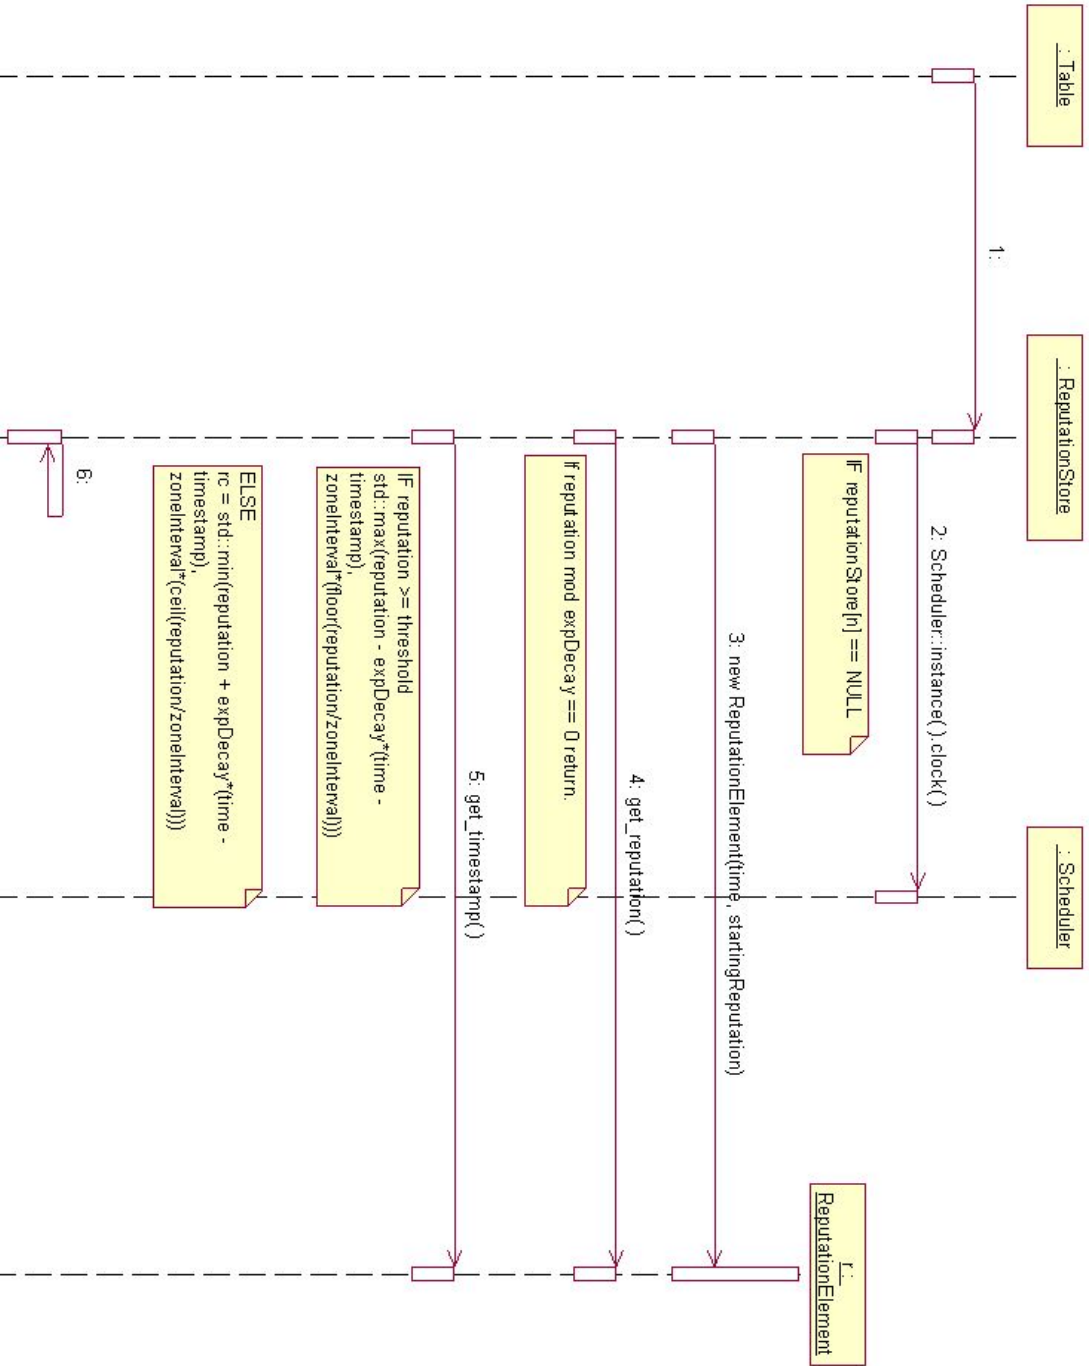 : Table
: ReputationStore
: Scheduler
r :
ReputationElement
1:
2: Scheduler::instance().clock( )
IF reputationStore[n] == NULL
3: new ReputationElement(time, startingReputation)
4: get_reputation( )
If reputation mod expDecay == 0 return.
5: get_timestamp( )
IF reputation >= threshold
std::max(reputation - expDecay*(time -
timestamp),
zoneInterval*(floor(reputation/zoneInterval)))
ELSE
rc = std::min(reputation + expDecay*(time -
timestamp),
zoneInterval*(ceil(reputation/zoneInterval)))
6: